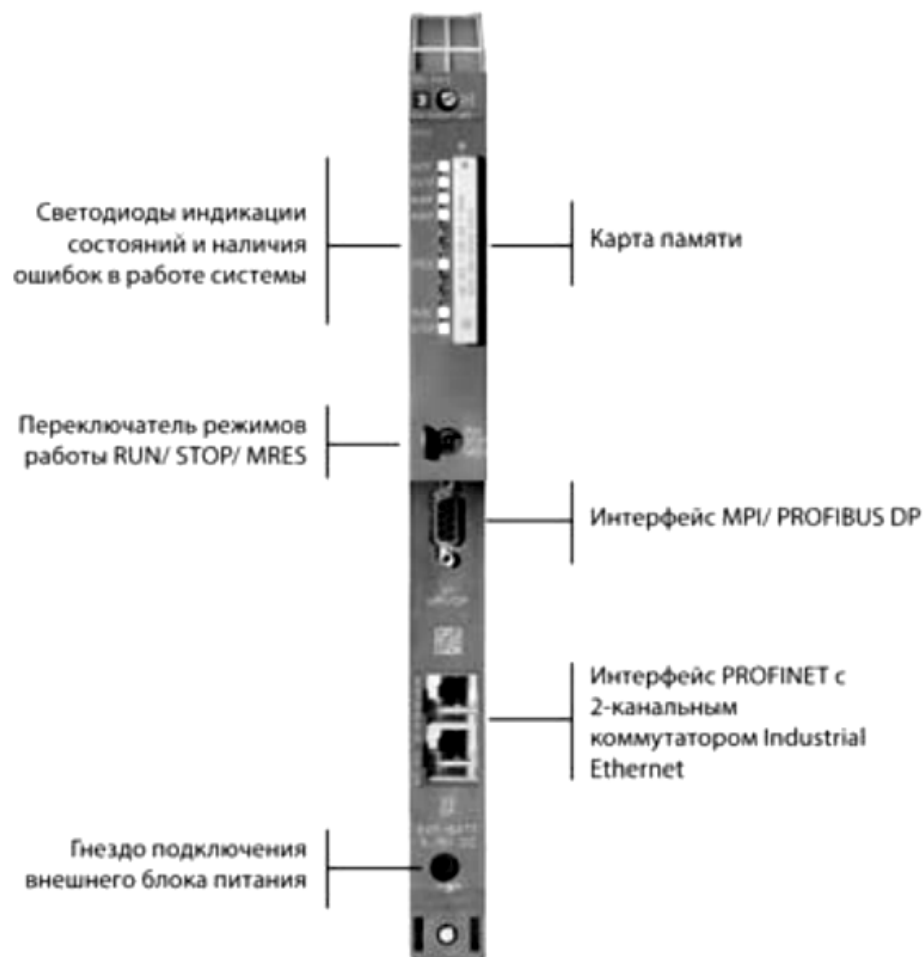 Светодиоды индикации
состояний и наличия
ошибок в работе системы
Карта памяти
Переключатель режимов
работы RUN/ STOP/ MRES
Интерфейс MPI/ PROFIBUS DP
Интерфейс PROFINET с
2-канальным
коммутатором Industrial
Ethernet
Гнездо подключения
внешнего блока питания